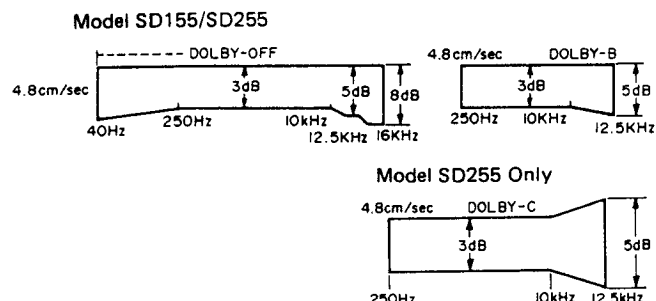 Model SD155/SD255
DOLBY-OFF
4.8cm/sec
3dB
5dB
8dB
40Hz
250Hz
10kHz
12.5KHz
16KHz
4.8cm/sec
DOLBY-B
3dB
5dB
250Hz
10KHz
12.5KHz
Model SD255 Only
4.8cm/sec
DOLBY-C
3dB
5dB
250Hz
10kHz
12.5kHz